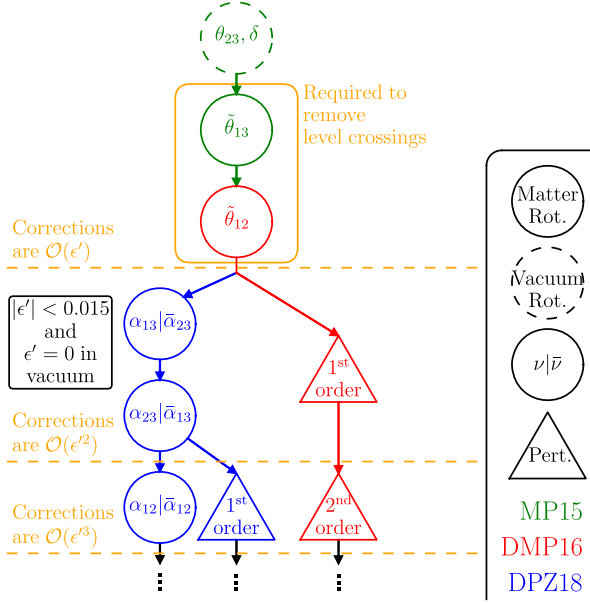 θ₂₃, δ
Required to
remove
level crossings
θ̃₁₃
θ̃₁₂
Corrections
are 𝒪(ϵ′)
|ϵ′| < 0.015
and
ϵ′ = 0 in
vacuum
α₁₃|ᾱ₂₃
1st
order
α₂₃|ᾱ₁₃
Corrections
are 𝒪(ϵ′²)
α₁₂|ᾱ₁₂
1st
order
2nd
order
Corrections
are 𝒪(ϵ′³)
Matter
Rot.
Vacuum
Rot.
ν|ν̄
Pert.
MP15
DMP16
DPZ18